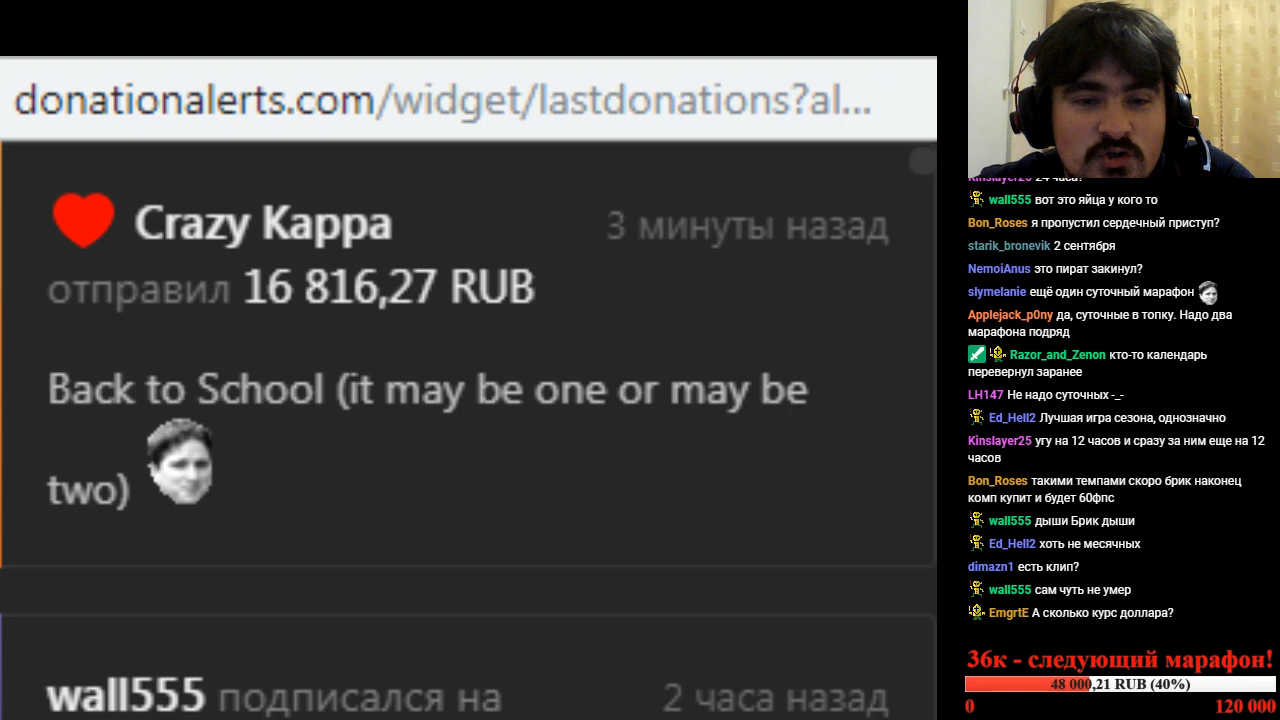 donationalerts.com/widget/lastdonations?al...
Crazy Kappa 3 минуты назад
отправил 16 816,27 RUB
Back to School (it may be one or may be
two)
wall555 подписался на 2 часа назад
Kinslayer25 24 часа?
wall555 вот это яйца у кого то
Bon_Roses я пропустил сердечный приступ?
starik_bronevik 2 сентября
NemoiAnus это пират закинул?
slymelanie ещё один суточный марафон
Applejack_p0ny да, суточные в топку. Надо два
марафона подряд
Razor_and_Zenon кто-то календарь
перевернул заранее
LH147 Не надо суточных -_-
Ed_Hell2 Лучшая игра сезона, однозначно
Kinslayer25 угу на 12 часов и сразу за ним еще на 12
часов
Bon_Roses такими темпами скоро брик наконец
комп купит и будет 60фпс
wall555 дыши Брик дыши
Ed_Hell2 хоть не месячных
dimazn1 есть клип?
wall555 сам чуть не умер
EmgrtE А сколько курс доллара?
36к - следующий марафон!
48 000,21 RUB (40%)
0 120 000